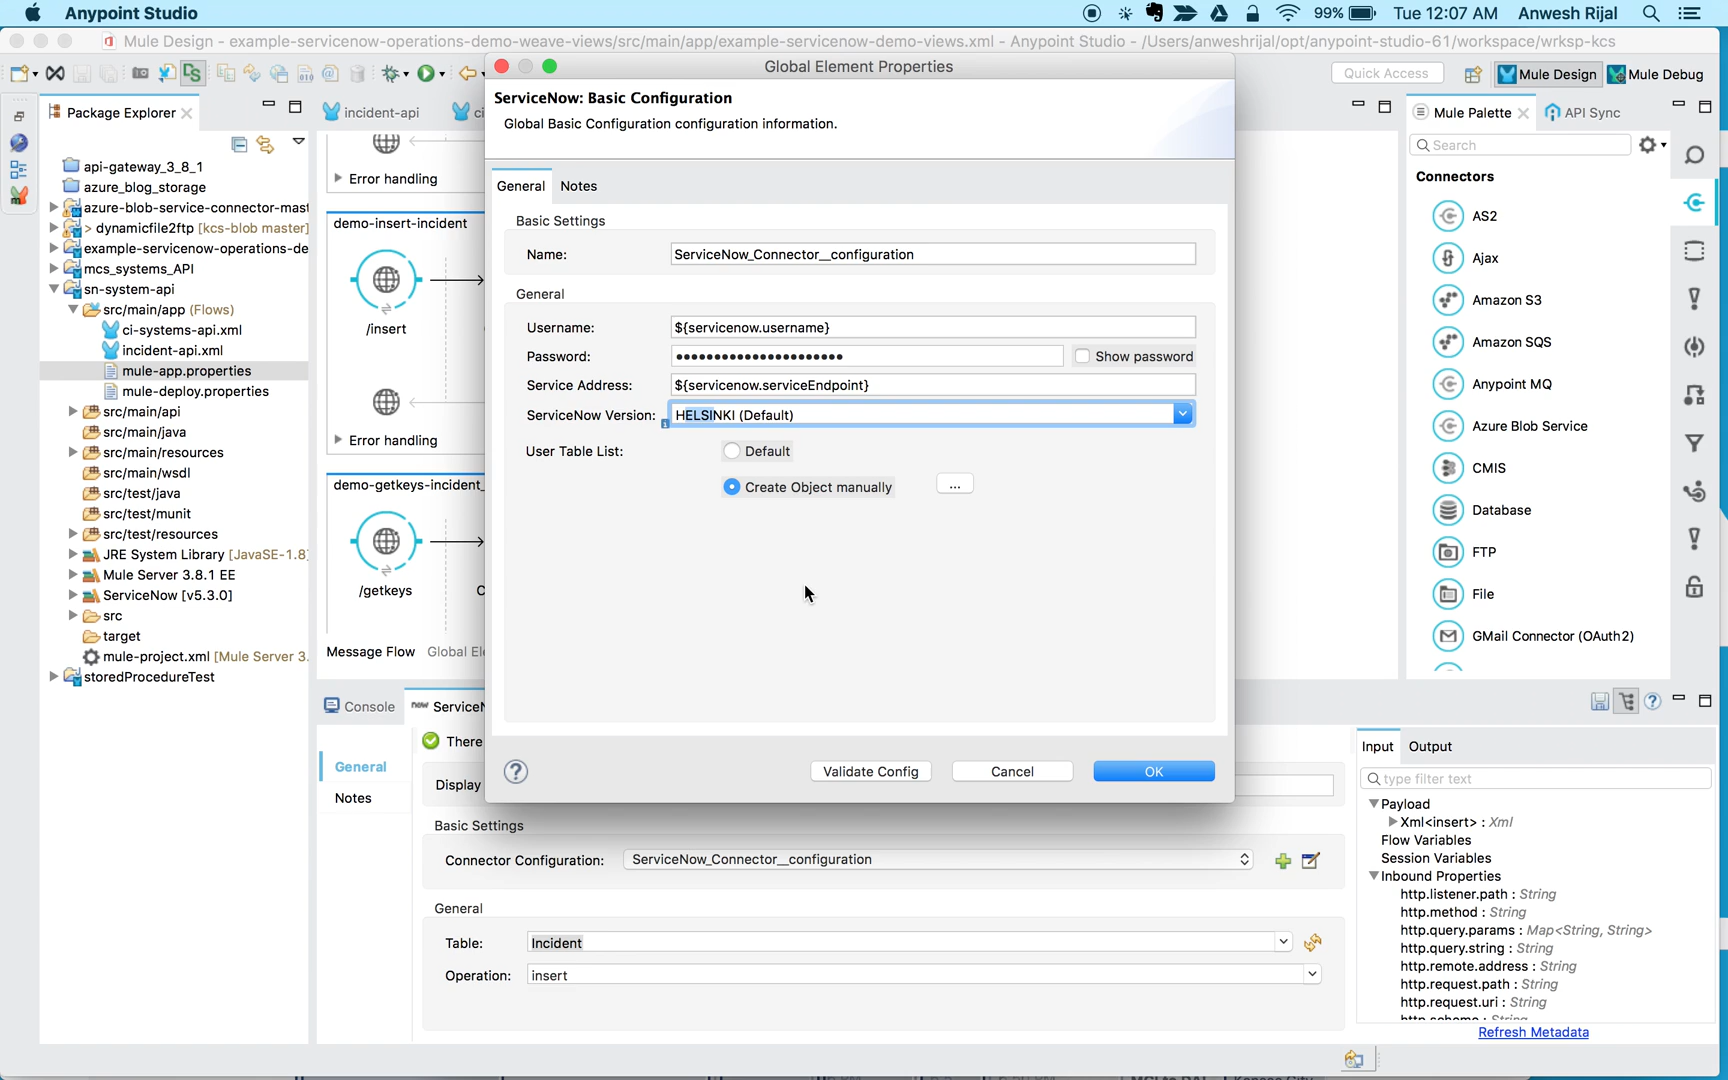 Anypoint Studio
99%
Tue 12:07 AM
Anwesh Rijal
Mule Design - example-servicenow-operations-demo-weave-views/src/main/app/example-servicenow-demo-views.xml - Anypoint Studio - /Users/anweshrijal/opt/anypoint-studio-61/workspace/wrksp-kcs
Quick Access
Mule Design
Mule Debug
Package Explorer
api-gateway_3_8_1
azure_blog_storage
azure-blob-service-connector-mast
> dynamicfile2ftp [kcs-blob master]
example-servicenow-operations-de
mcs_systems_API
sn-system-api
src/main/app (Flows)
ci-systems-api.xml
incident-api.xml
mule-app.properties
mule-deploy.properties
src/main/api
src/main/java
src/main/resources
src/main/wsdl
src/test/java
src/test/munit
src/test/resources
JRE System Library [JavaSE-1.8]
Mule Server 3.8.1 EE
ServiceNow [v5.3.0]
src
target
mule-project.xml [Mule Server 3.
storedProcedureTest
incident-api
ci
Error handling
demo-insert-incident
/insert
Error handling
demo-getkeys-incident_
/getkeys
C
Message Flow
Global Ele
Global Element Properties
ServiceNow: Basic Configuration
Global Basic Configuration configuration information.
General
Notes
Basic Settings
Name:
ServiceNow_Connector__configuration
General
Username:
${servicenow.username}
Password:
••••••••••••••••••••••
Show password
Service Address:
${servicenow.serviceEndpoint}
ServiceNow Version:
HELSINKI (Default)
User Table List:
Default
Create Object manually
...
?
Validate Config
Cancel
OK
Mule Palette
API Sync
Search
Connectors
AS2
Ajax
Amazon S3
Amazon SQS
Anypoint MQ
Azure Blob Service
CMIS
Database
FTP
File
GMail Connector (OAuth2)
Console
now
ServiceN
General
Notes
There
Display
Basic Settings
Connector Configuration:
ServiceNow_Connector__configuration
General
Table:
Incident
Operation:
insert
Input
Output
type filter text
Payload
Xml<insert> : Xml
Flow Variables
Session Variables
Inbound Properties
http.listener.path : String
http.method : String
http.query.params : Map<String, String>
http.query.string : String
http.remote.address : String
http.request.path : String
http.request.uri : String
http.scheme : String
Refresh Metadata